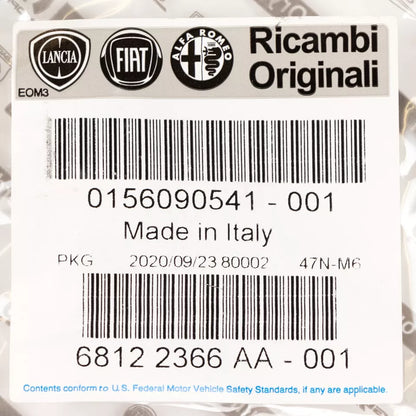 LANCIA FIAT ALFA ROMEO Ricambi
Originali
EOM3
0156090541 - 001
Made in Italy
PKG 2020/09/23 80002 47N-M6
6812 2366 AA - 001
Contents conform to U.S. Federal Motor Vehicle Safety Standards, if any are applicable.